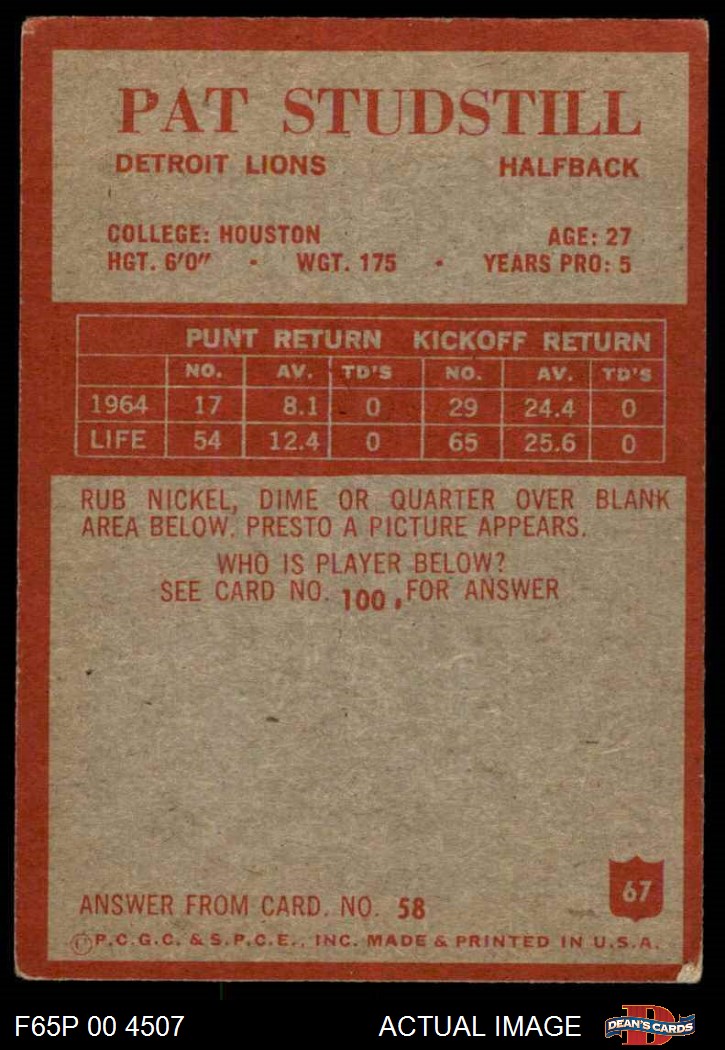 PAT STUDSTILL
DETROIT LIONS HALFBACK
COLLEGE: HOUSTON AGE: 27
HGT. 6'0" • WGT. 175 • YEARS PRO: 5
PUNT RETURN KICKOFF RETURN
NO. AV. TD'S NO. AV. TD'S
1964 17 8.1 0 29 24.4 0
LIFE 54 12.4 0 65 25.6 0
RUB NICKEL, DIME OR QUARTER OVER BLANK
AREA BELOW. PRESTO A PICTURE APPEARS.
WHO IS PLAYER BELOW?
SEE CARD NO. 100, FOR ANSWER
67
ANSWER FROM CARD. NO. 58
©P.C.G.C. & S.P.C.E., INC. MADE & PRINTED IN U.S.A.
F65P 00 4507 ACTUAL IMAGE
D
DEAN'S CARDS